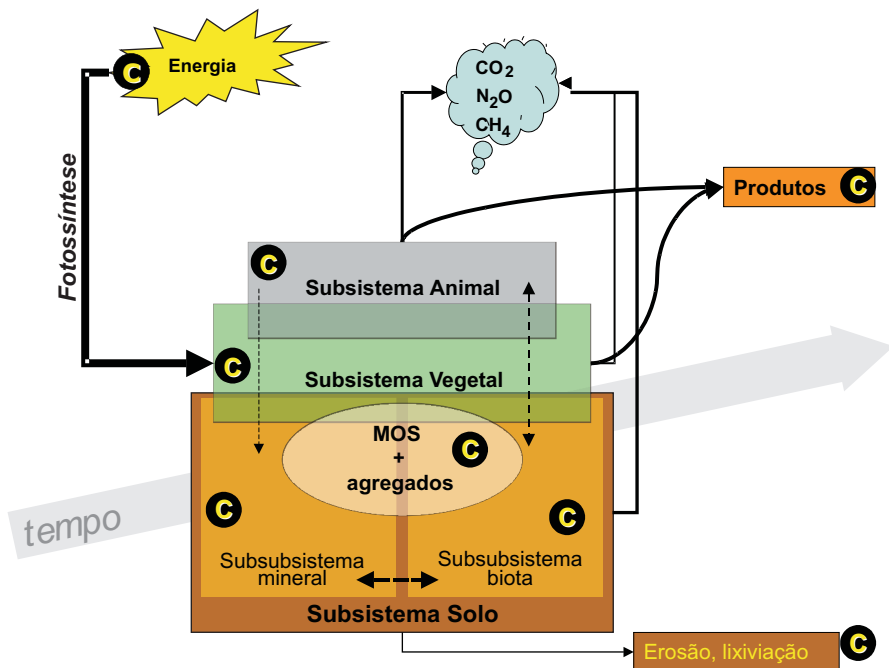 C
Energia
CO₂
N₂O
CH₄
Fotossíntese
Produtos
C
C
Subsistema Animal
C
Subsistema Vegetal
MOS
+
agregados
C
C
C
tempo
Subsubsistema
mineral
Subsubsistema
biota
Subsistema Solo
Erosão, lixiviação
C